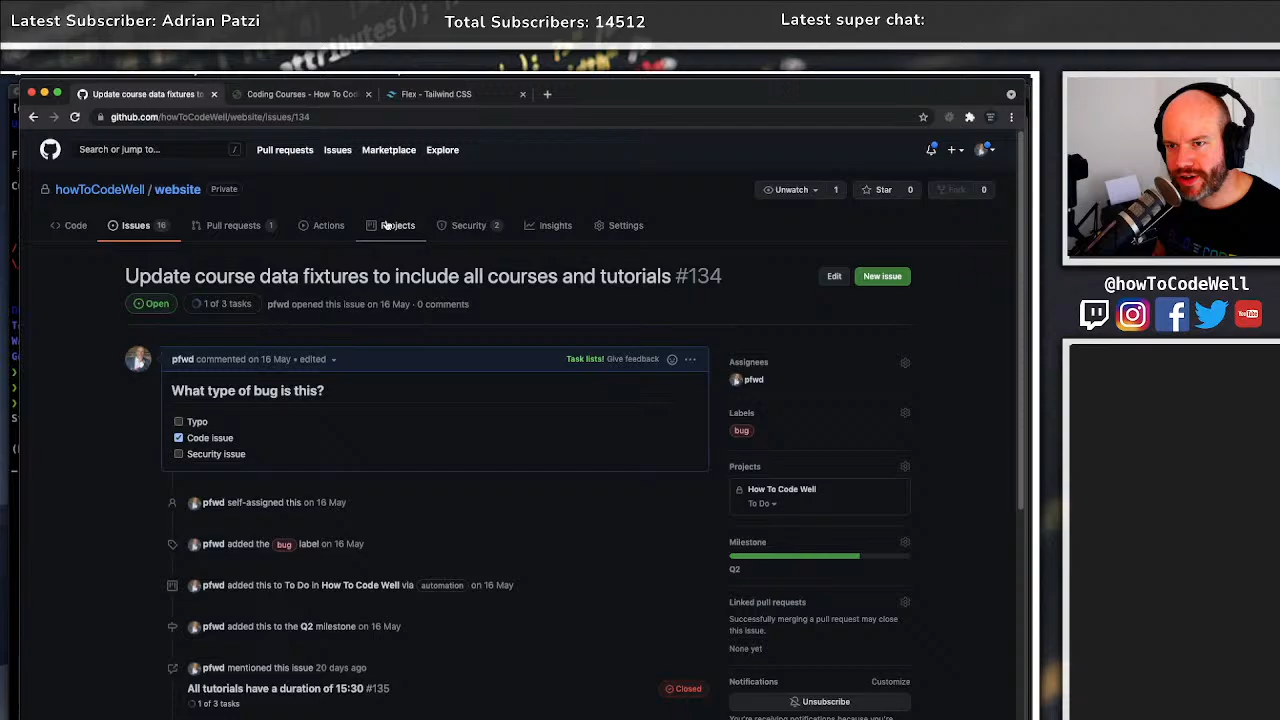 Latest Subscriber: Adrian Patzi
Total Subscribers: 14512
Latest super chat:
Update course data fixtures to
Coding Courses - How To Co
Flex - Tailwind CSS
github.com/howToCodeWell/website/issues/134
Search or jump to...
/
Pull requests
Issues
Marketplace
Explore
howToCodeWell / website
Private
Unwatch
1
Star
0
Fork
0
Code
Issues 16
Pull requests 1
Actions
Projects
Security 2
Insights
Settings
Update course data fixtures to include all courses and tutorials #134
Edit
New issue
Open
1 of 3 tasks
pfwd opened this issue on 16 May · 0 comments
pfwd commented on 16 May • edited
Task lists! Give feedback
What type of bug is this?
Typo
Code issue
Security issue
pfwd self-assigned this on 16 May
pfwd added the bug label on 16 May
pfwd added this to To Do in How To Code Well via automation on 16 May
pfwd added this to the Q2 milestone on 16 May
pfwd mentioned this issue 20 days ago
All tutorials have a duration of 15:30 #135
Closed
1 of 3 tasks
Assignees
pfwd
Labels
bug
Projects
How To Code Well
To Do
Milestone
Q2
Linked pull requests
Successfully merging a pull request may close
this issue.
None yet
Notifications
Customize
Unsubscribe
You're receiving notifications because you're
@howToCodeWell
You Tube